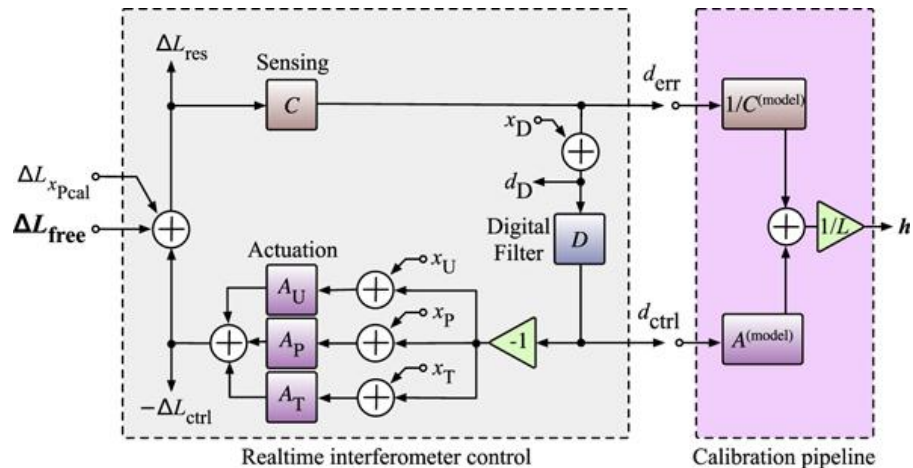 ΔL_res
Sensing
C
d_err
1/C^(model)
x_D
ΔL_x_Pcal
d_D
ΔL_free
1/L
h
Digital
Filter
D
Actuation
x_U
A_U
x_P
d_ctrl
A_P
-1
A^(model)
x_T
A_T
−ΔL_ctrl
Realtime interferometer control
Calibration pipeline